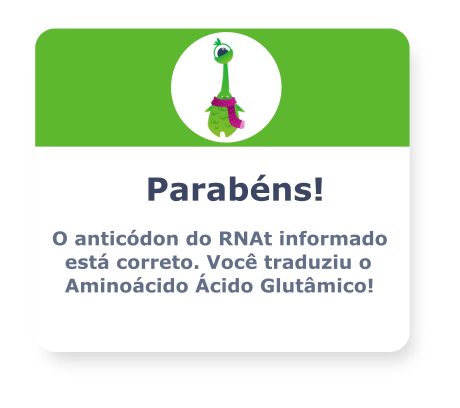 Parabéns!
O anticódon do RNAt informado
está correto. Você traduziu o
Aminoácido Ácido Glutâmico!